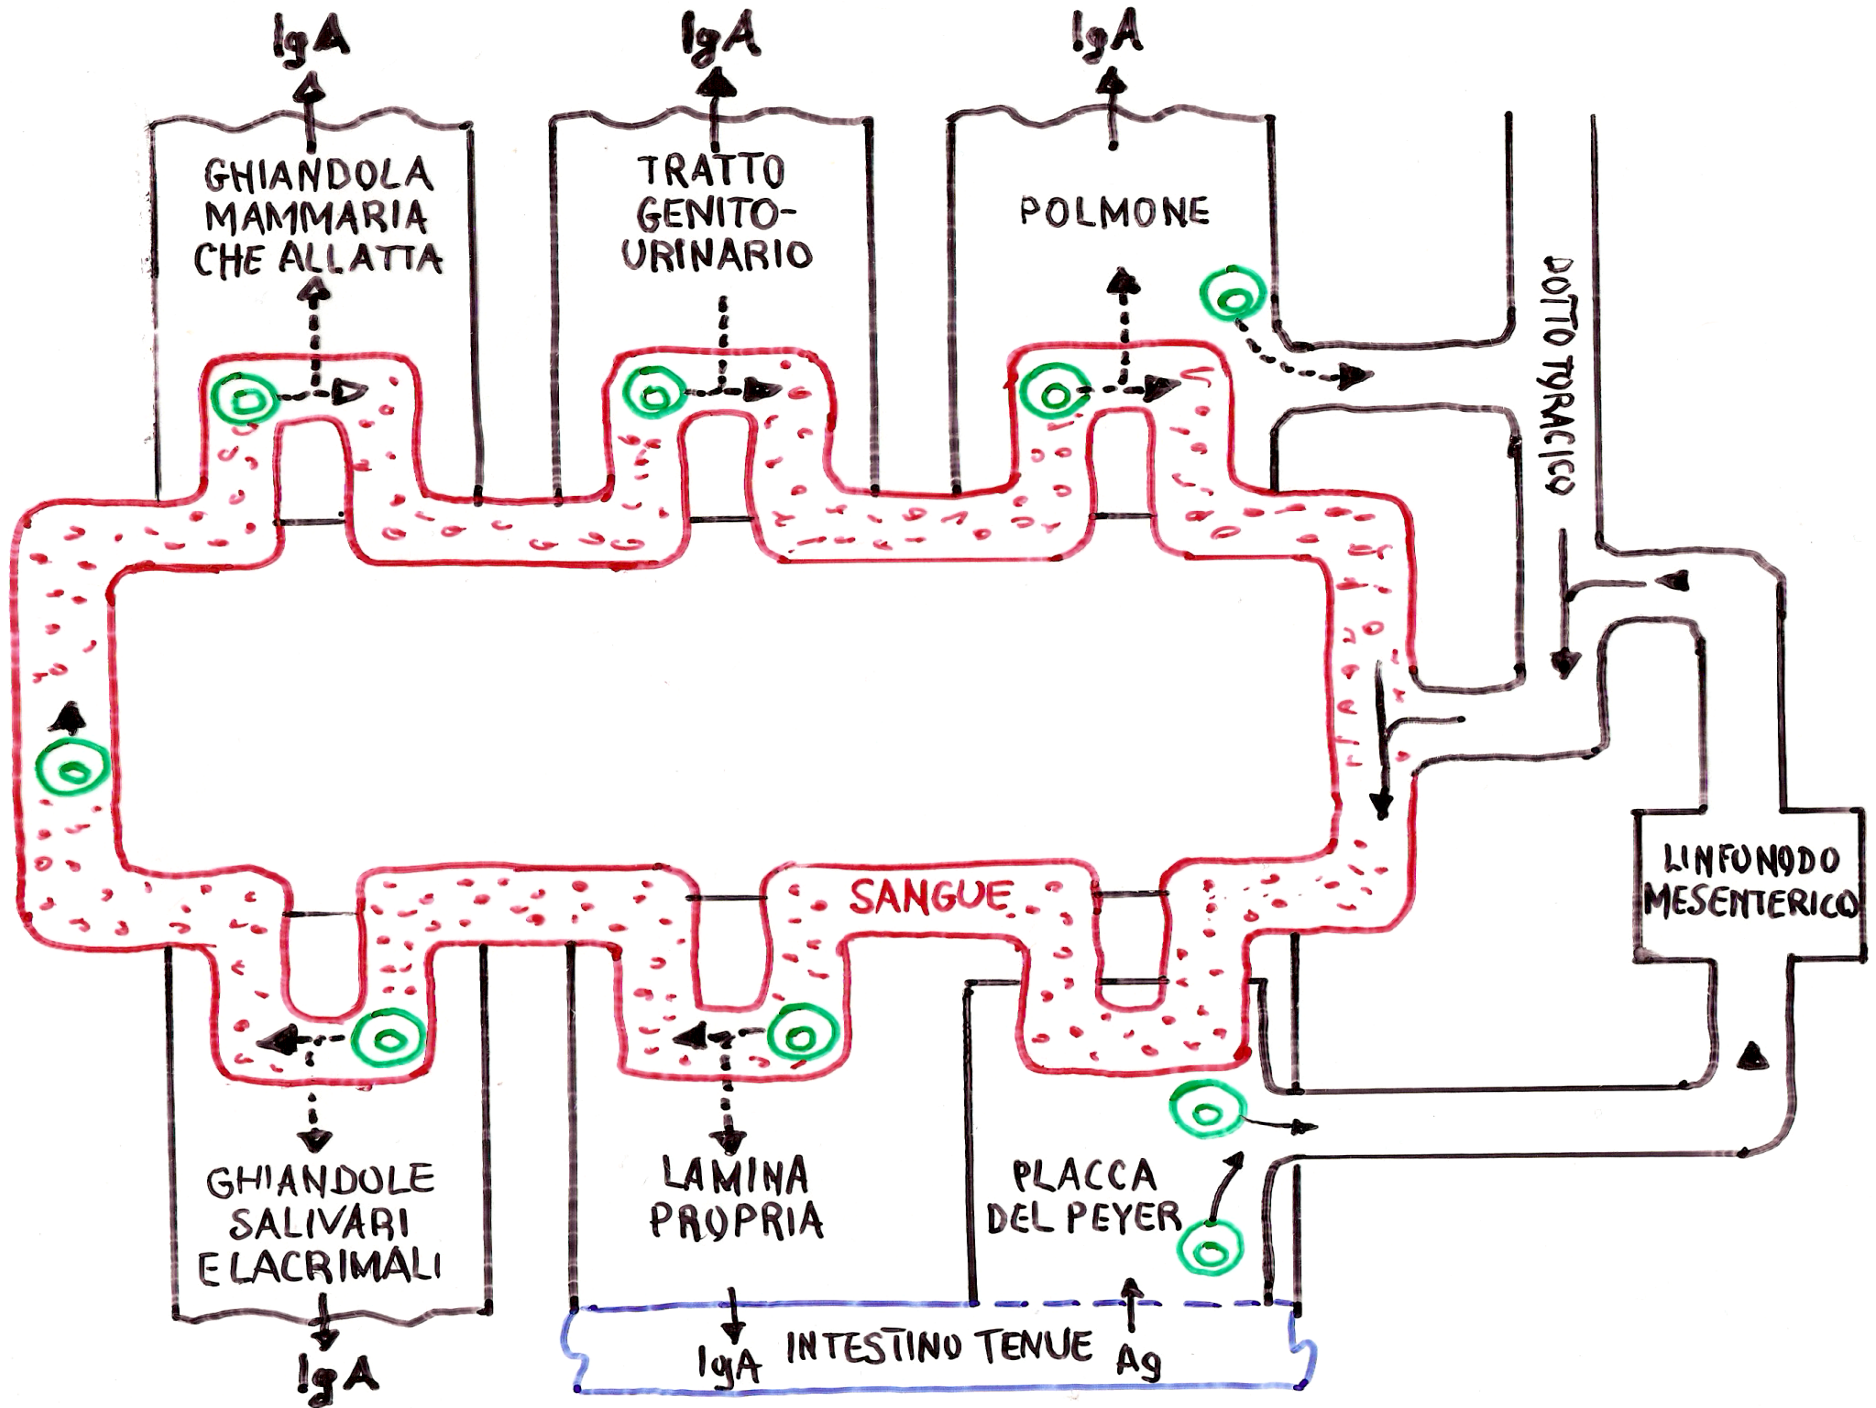 IgA
IgA
IgA
GHIANDOLA
MAMMARIA
CHE ALLATTA
TRATTO
GENITO-
URINARIO
POLMONE
DOTTO TORACICO
LINFONODO
MESENTERICO
SANGUE
GHIANDOLE
SALIVARI
E LACRIMALI
LAMINA
PROPRIA
PLACCA
DEL PEYER
IgA
IgA
INTESTINO TENUE
Ag